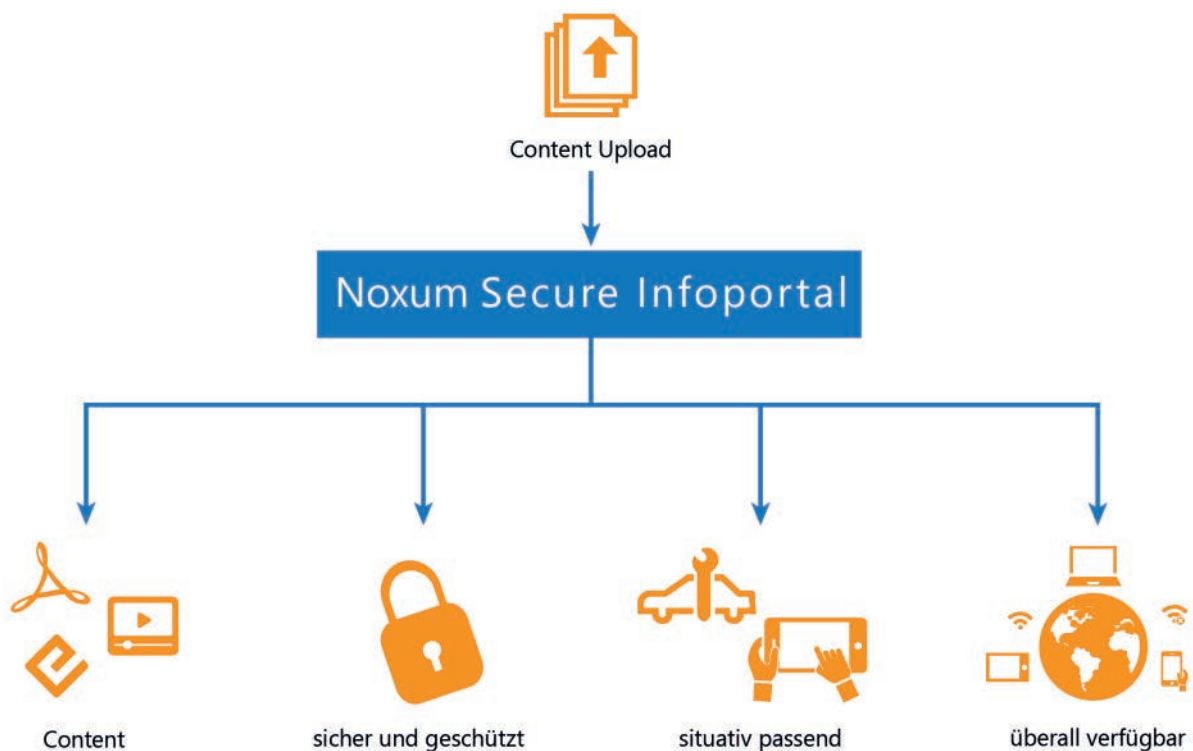 Content Upload
Noxum Secure Infoportal
Content
sicher und geschützt
situativ passend
überall verfügbar